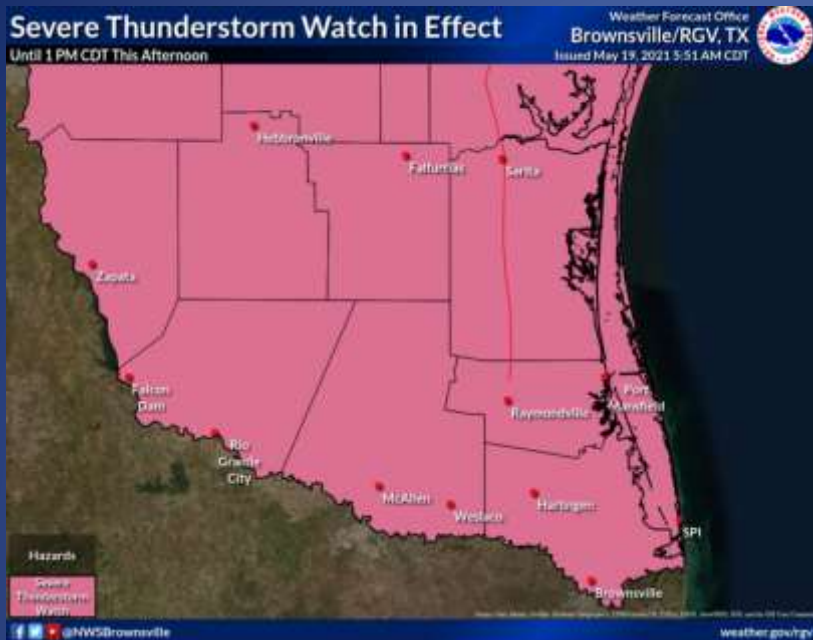 Severe Thunderstorm Watch in Effect
Until 1 PM CDT This Afternoon
Weather Forecast Office
Brownsville/RGV, TX
Issued May 19, 2021 5:51 AM CDT
Hebbronville
Falfurrias
Sarita
Zapata
Falcon
Dam
Rio
Grande
City
Raymondville
Port
Mansfield
McAllen
Weslaco
Harlingen
SPI
Brownsville
Hazards
Severe
Thunderstorm
Watch
@NWSBrownsville
weather.gov/rgv